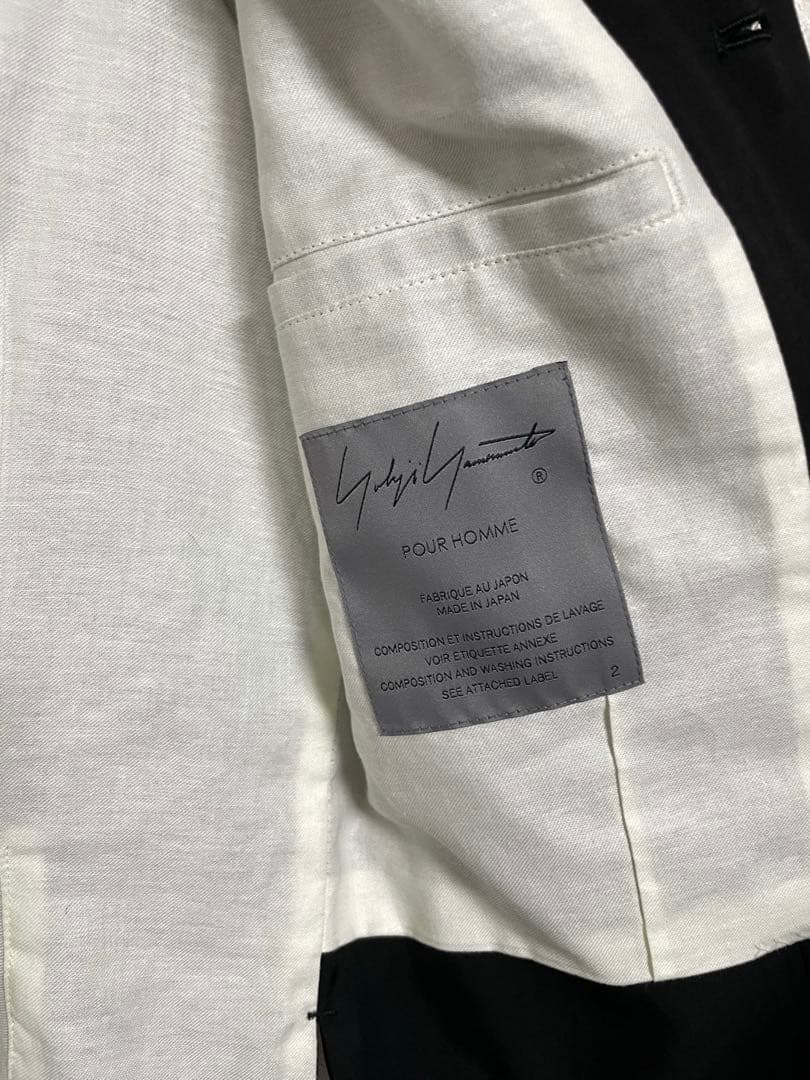 Yohji Yamamoto
®
POUR HOMME
FABRIQUE AU JAPON
MADE IN JAPAN
COMPOSITION ET INSTRUCTIONS DE LAVAGE
VOIR ETIQUETTE ANNEXE
COMPOSITION AND WASHING INSTRUCTIONS
SEE ATTACHED LABEL
2